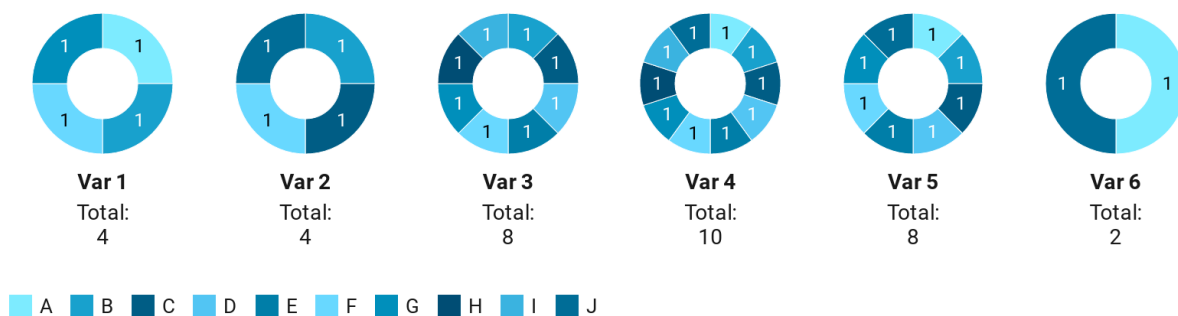 1 1 1 1
1 1 1 1
1 1 1 1 1 1 1 1
1 1 1 1 1 1 1 1 1 1
1 1 1 1 1 1 1 1
1 1
Var 1 Var 2 Var 3 Var 4 Var 5 Var 6
Total: Total: Total: Total: Total: Total:
4 4 8 10 8 2
A B C D E F G H I J